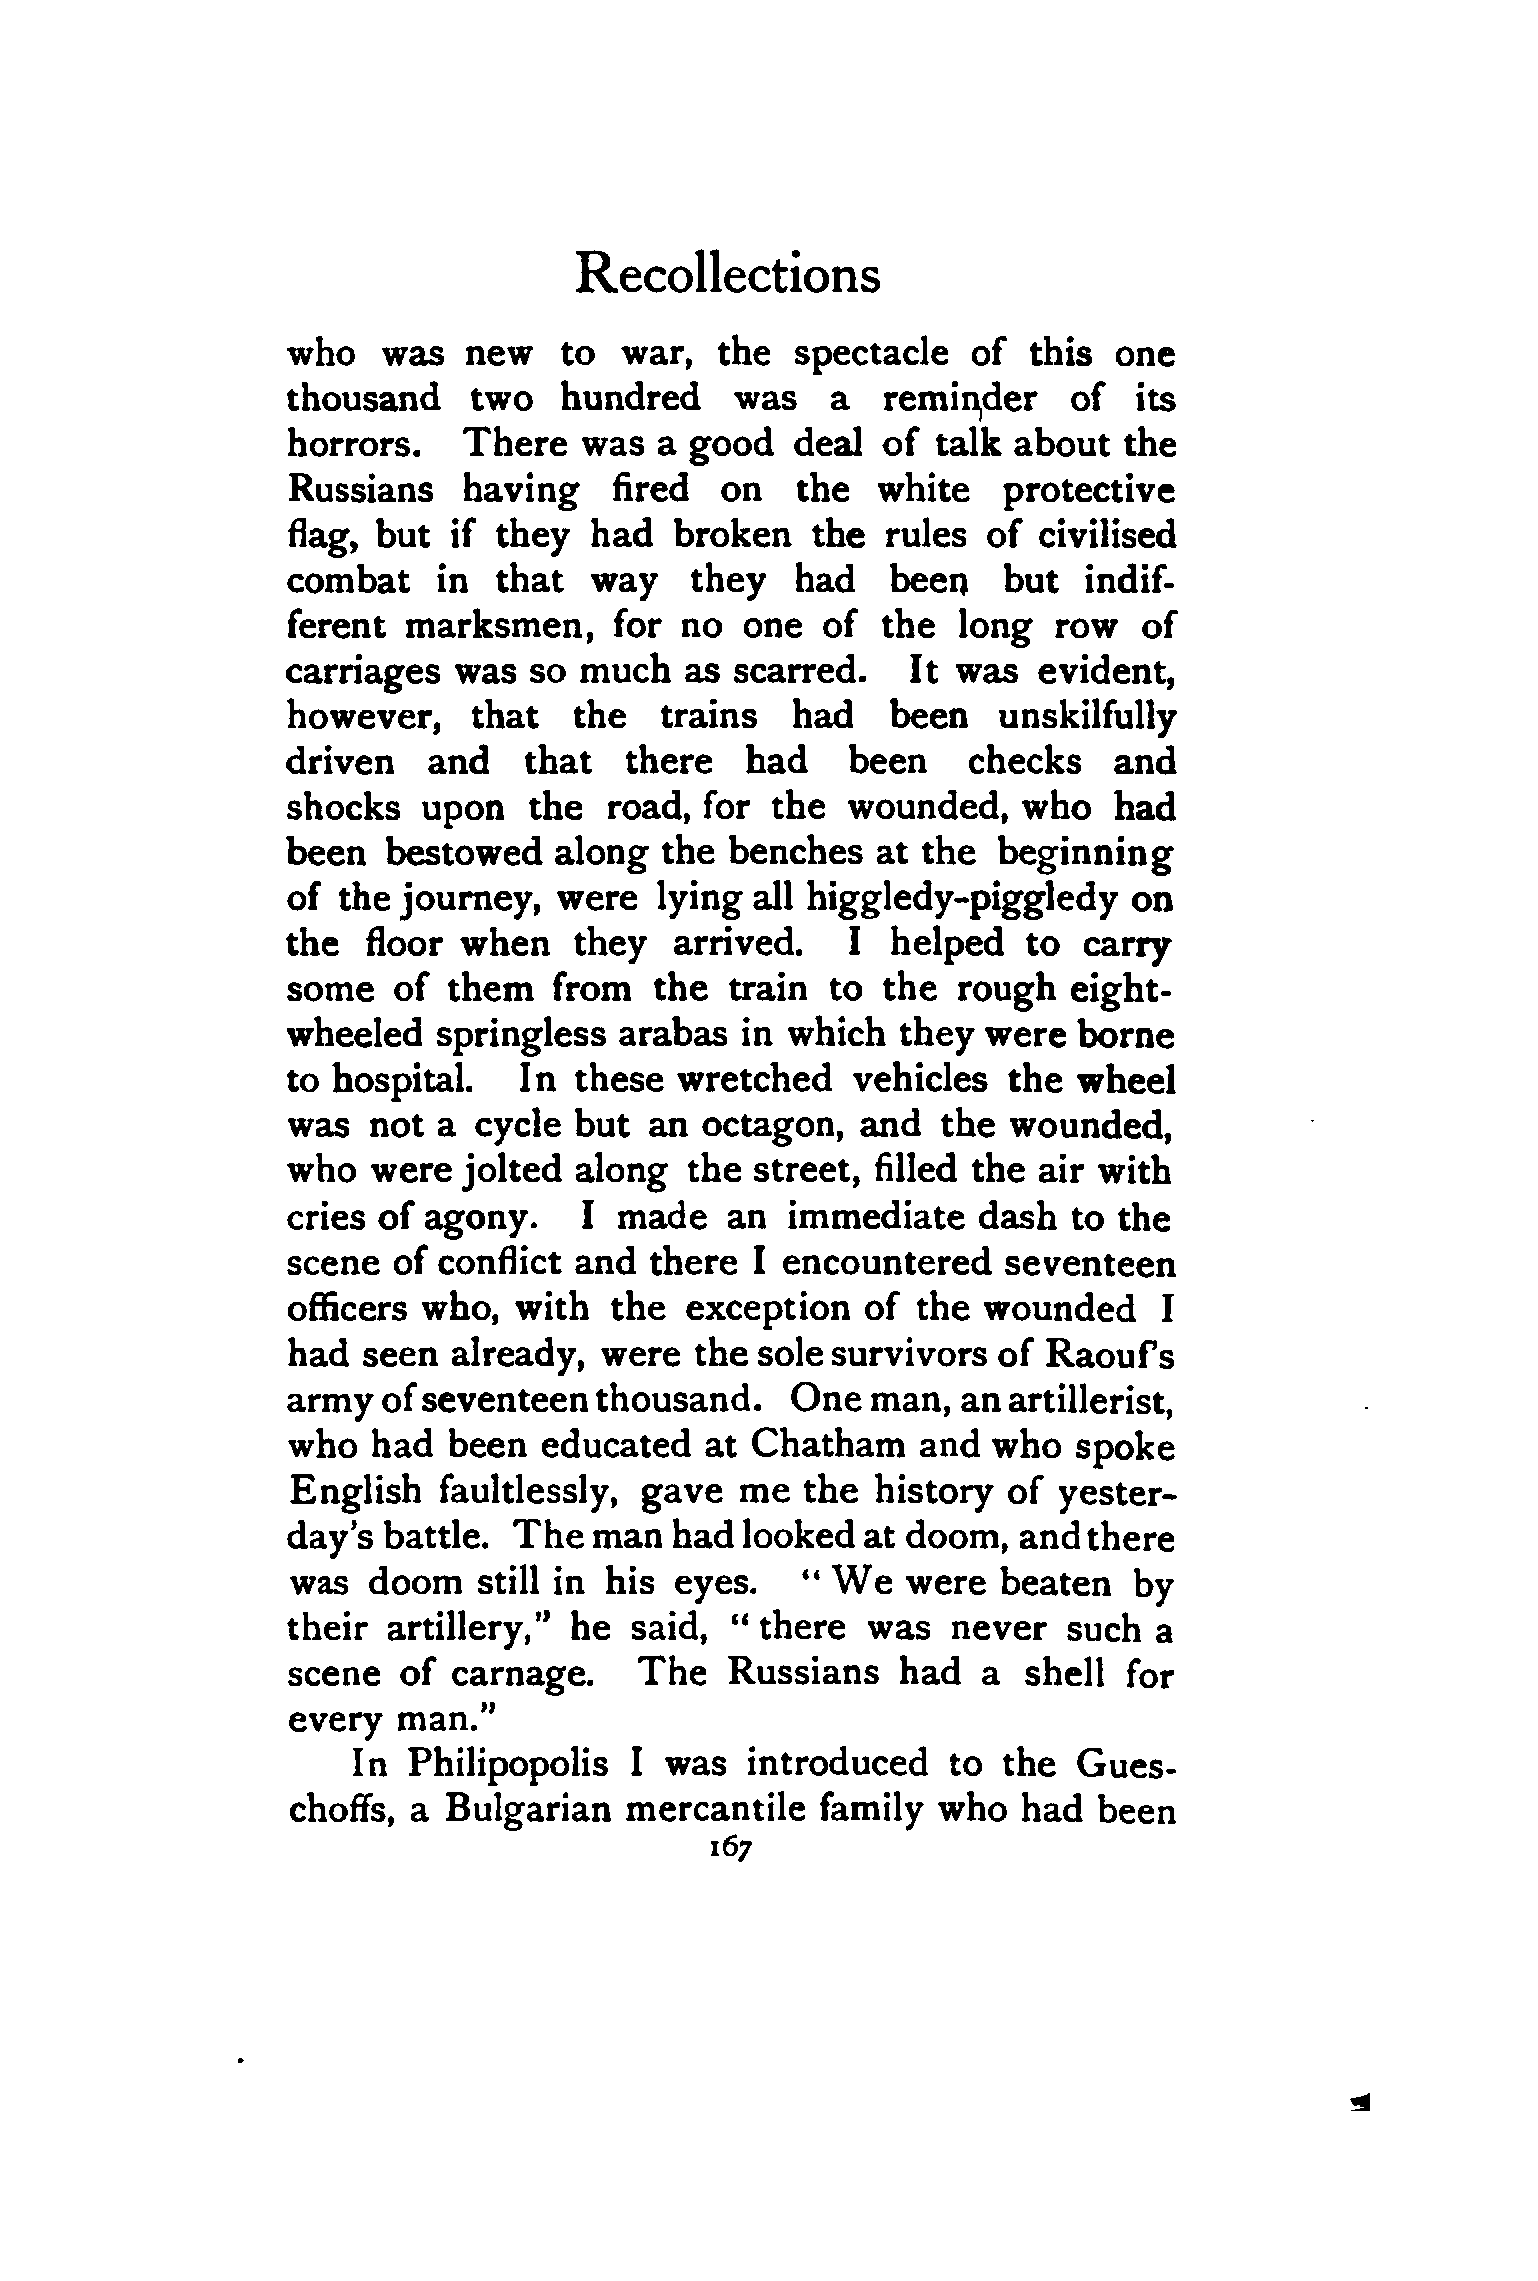 Recollections
who was new to war, the spectacle of this one
thousand two hundred was a reminder of its
horrors. There was a good deal of talk about the
Russians having fired on the white protective
flag, but if they had broken the rules of civilised
combat in that way they had been but indif-
ferent marksmen, for no one of the long row of
carriages was so much as scarred. It was evident,
however, that the trains had been unskilfully
driven and that there had been checks and
shocks upon the road, for the wounded, who had
been bestowed along the benches at the beginning
of the journey, were lying all higgledy-piggledy on
the floor when they arrived. I helped to carry
some of them from the train to the rough eight-
wheeled springless arabas in which they were borne
to hospital. In these wretched vehicles the wheel
was not a cycle but an octagon, and the wounded,
who were jolted along the street, filled the air with
cries of agony. I made an immediate dash to the
scene of conflict and there I encountered seventeen
officers who, with the exception of the wounded I
had seen already, were the sole survivors of Raouf's
army of seventeen thousand. One man, an artillerist,
who had been educated at Chatham and who spoke
English faultlessly, gave me the history of yester-
day's battle. The man had looked at doom, and there
was doom still in his eyes. "We were beaten by
their artillery," he said, "there was never such a
scene of carnage. The Russians had a shell for
every man."
In Philipopolis I was introduced to the Gues-
choffs, a Bulgarian mercantile family who had been
167